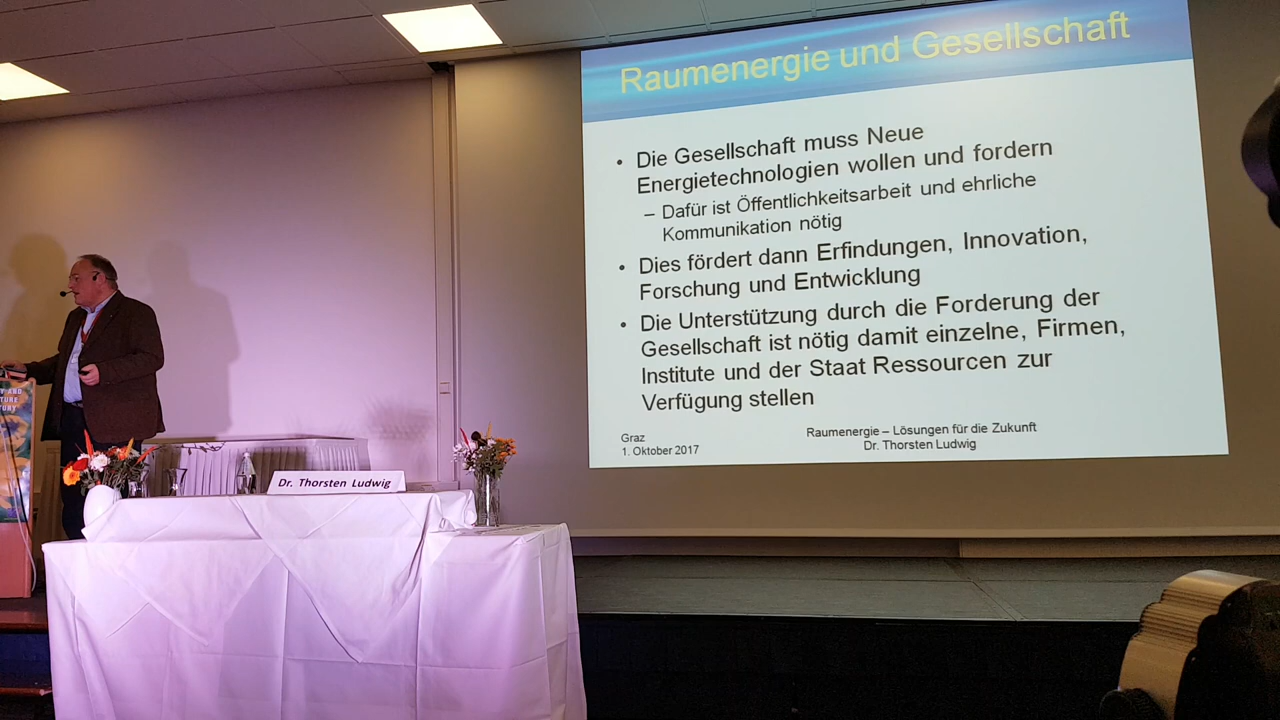 Raumenergie und Gesellschaft
• Die Gesellschaft muss Neue
Energietechnologien wollen und fordern
– Dafür ist Öffentlichkeitsarbeit und ehrliche
Kommunikation nötig
• Dies fördert dann Erfindungen, Innovation,
Forschung und Entwicklung
• Die Unterstützung durch die Forderung der
Gesellschaft ist nötig damit einzelne, Firmen,
Institute und der Staat Ressourcen zur
Verfügung stellen
Graz
1. Oktober 2017
Raumenergie – Lösungen für die Zukunft
Dr. Thorsten Ludwig
Dr. Thorsten Ludwig
AND